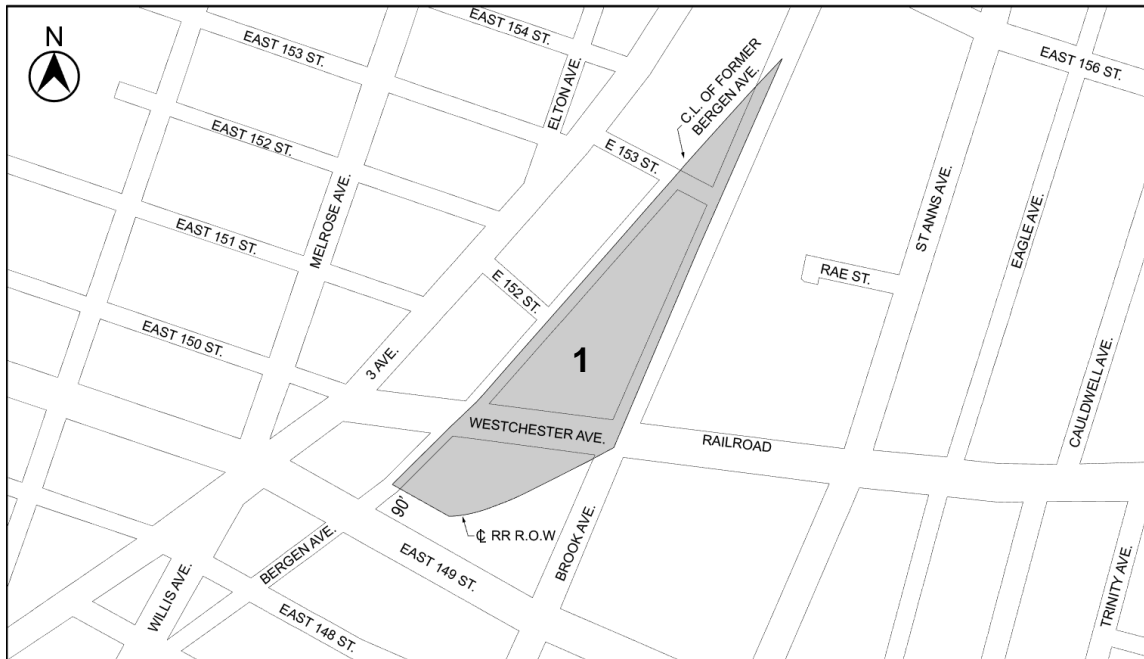 N
EAST 154 ST.
EAST 153 ST.
EAST 156 ST.
ELTON AVE.
C.L. OF FORMER
BERGEN AVE.
EAST 152 ST.
E 153 ST.
MELROSE AVE.
ST ANNS AVE.
EAGLE AVE.
EAST 151 ST.
RAE ST.
E 152 ST.
EAST 150 ST.
3 AVE.
1
CAULDWELL AVE.
WESTCHESTER AVE.
RAILROAD
90'
℄ RR R.O.W
BERGEN AVE.
EAST 149 ST.
BROOK AVE.
WILLIS AVE.
EAST 148 ST.
TRINITY AVE.